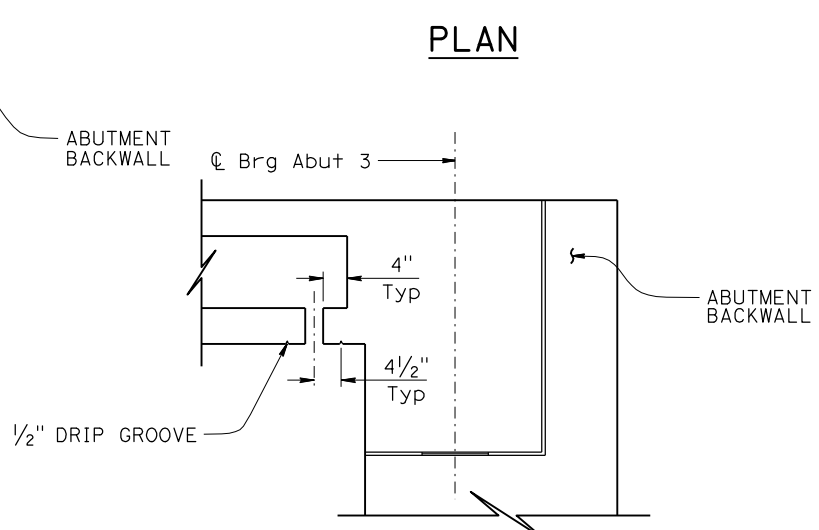 PLAN
ABUTMENT
BACKWALL
℄ Brg Abut 3
4"
Typ
ABUTMENT
BACKWALL
4½"
Typ
½" DRIP GROOVE